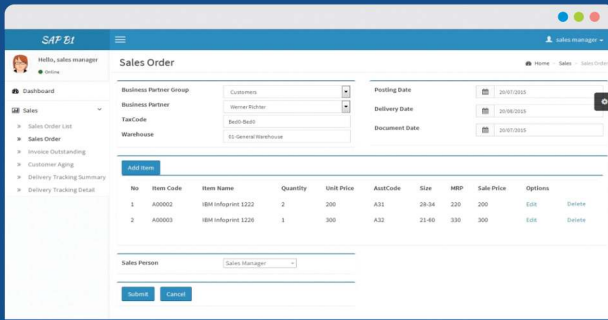 SAP B1
sales manager
Hello, sales manager
Online
Sales Order
Home
Sales
Sales Order
Dashboard
Sales
Sales Order List
Sales Order
Invoice Outstanding
Customer Aging
Delivery Tracking Summary
Delivery Tracking Detail
Business Partner Group
Customers
Business Partner
Werner Richter
TaxCode
Bedill-Bedill
Warehouse
01-General Warehouse
Posting Date
20/07/2015
Delivery Date
20/08/2015
Document Date
20/07/2015
Add Item
No Item Code Item Name Quantity Unit Price AsstCode Size MRP Sale Price Options
1 A00002 IBM Infoprint 1222 2 200 A31 28-34 220 200 Edit Delete
2 A00003 IBM Infoprint 1226 1 300 A32 21-60 330 300 Edit Delete
Sales Person
Sales Manager
Submit Cancel